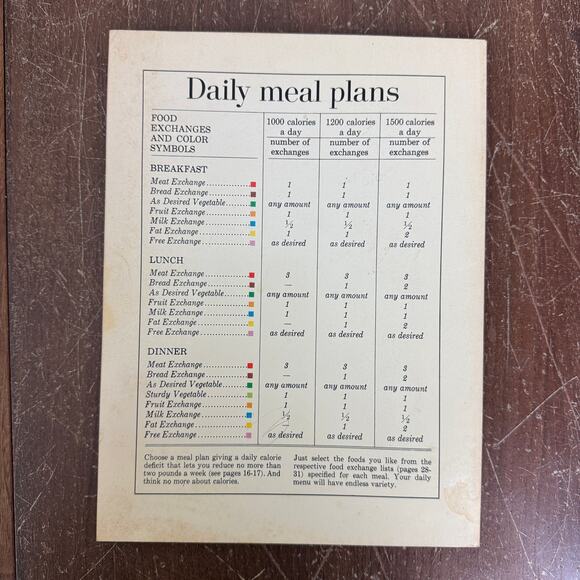 Daily meal plans
FOOD EXCHANGES AND COLOR SYMBOLS
1000 calories a day number of exchanges
1200 calories a day number of exchanges
1500 calories a day number of exchanges
BREAKFAST
Meat Exchange 1 1 1
Bread Exchange 1 1 1
As Desired Vegetable any amount any amount any amount
Fruit Exchange 1 1 1
Milk Exchange ½ ½ ½
Fat Exchange 1 1 2
Free Exchange as desired as desired as desired
LUNCH
Meat Exchange 3 3 3
Bread Exchange — 1 2
As Desired Vegetable any amount any amount any amount
Fruit Exchange 1 1 1
Milk Exchange 1 1 1
Fat Exchange — 1 2
Free Exchange as desired as desired as desired
DINNER
Meat Exchange 3 3 3
Bread Exchange — 1 2
As Desired Vegetable any amount any amount any amount
Sturdy Vegetable 1 1 1
Fruit Exchange 1 1 1
Milk Exchange ½ ½ ½
Fat Exchange — 1 2
Free Exchange as desired as desired as desired
Choose a meal plan giving a daily calorie
deficit that lets you reduce no more than
two pounds a week (see pages 16-17). And
think no more about calories.
Just select the foods you like from the
respective food exchange lists (pages 28-
31) specified for each meal. Your daily
menu will have endless variety.